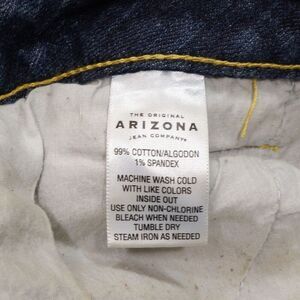 THE ORIGINAL
ARIZONA
JEAN COMPANY®
99% COTTON/ALGODON
1% SPANDEX
MACHINE WASH COLD
WITH LIKE COLORS
INSIDE OUT
USE ONLY NON-CHLORINE
BLEACH WHEN NEEDED
TUMBLE DRY
STEAM IRON AS NEEDED